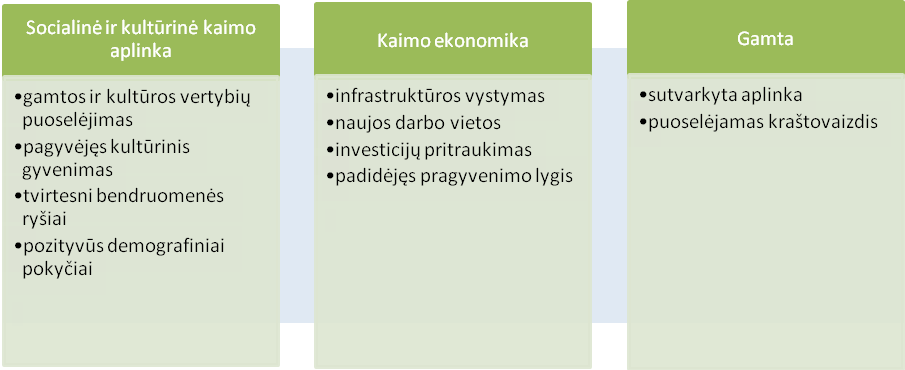 Socialinė ir kultūrinė kaimo
aplinka
•gamtos ir kultūros vertybių
puoselėjimas
•pagyvėjęs kultūrinis
gyvenimas
•tvirtesni bendruomenės
ryšiai
•pozityvūs demografiniai
pokyčiai
Kaimo ekonomika
•infrastruktūros vystymas
•naujos darbo vietos
•investicijų pritraukimas
•padidėjęs pragyvenimo lygis
Gamta
•sutvarkyta aplinka
•puoselėjamas kraštovaizdis